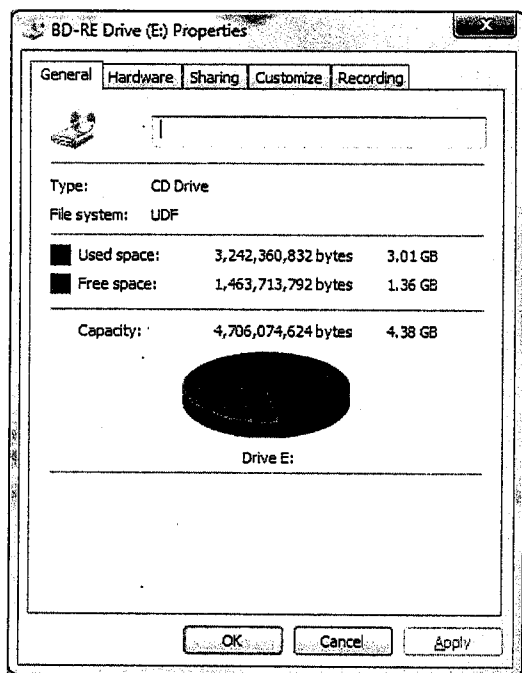 BD-RE Drive (E:) Properties
General Hardware Sharing Customize Recording
Type: CD Drive
File system: UDF
Used space: 3,242,360,832 bytes 3.01 GB
Free space: 1,463,713,792 bytes 1.36 GB
Capacity: 4,706,074,624 bytes 4.38 GB
Drive E:
OK Cancel Apply